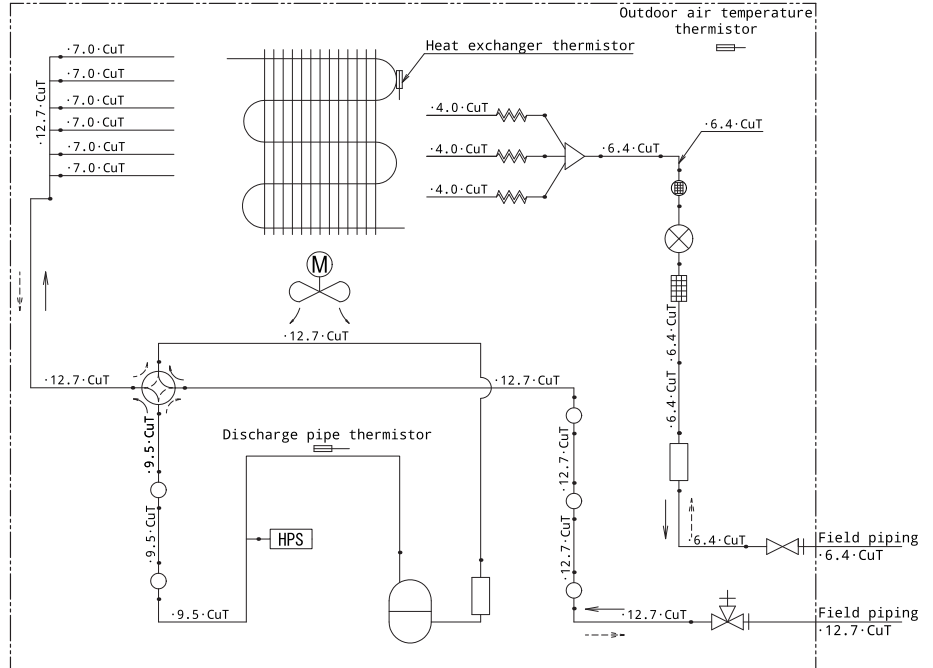 Outdoor air temperature
thermistor
Heat exchanger thermistor
·7.0·CuT
·7.0·CuT
·7.0·CuT
·7.0·CuT
·7.0·CuT
·7.0·CuT
·12.7·CuT
·4.0·CuT
·4.0·CuT
·4.0·CuT
·6.4·CuT
·6.4·CuT
M
·12.7·CuT
·6.4·CuT
·6.4·CuT
·12.7·CuT
·12.7·CuT
·9.5·CuT
·9.5·CuT
Discharge pipe thermistor
HPS
·12.7·CuT
·12.7·CuT
·6.4·CuT
Field piping
·6.4·CuT
·9.5·CuT
·12.7·CuT
Field piping
·12.7·CuT